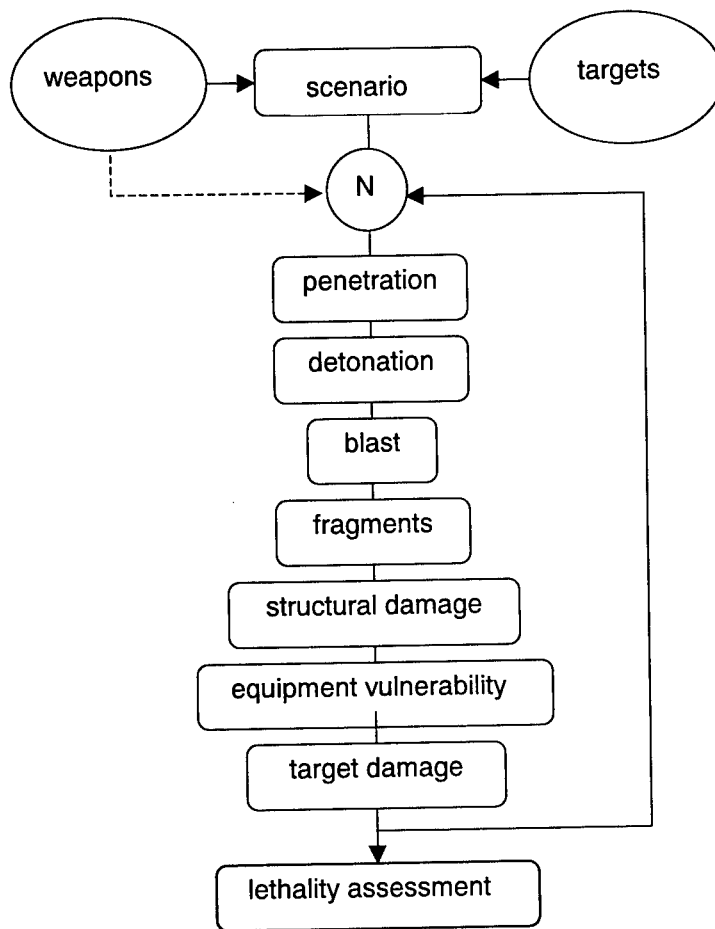 weapons
scenario
targets
N
penetration
detonation
blast
fragments
structural damage
equipment vulnerability
target damage
lethality assessment